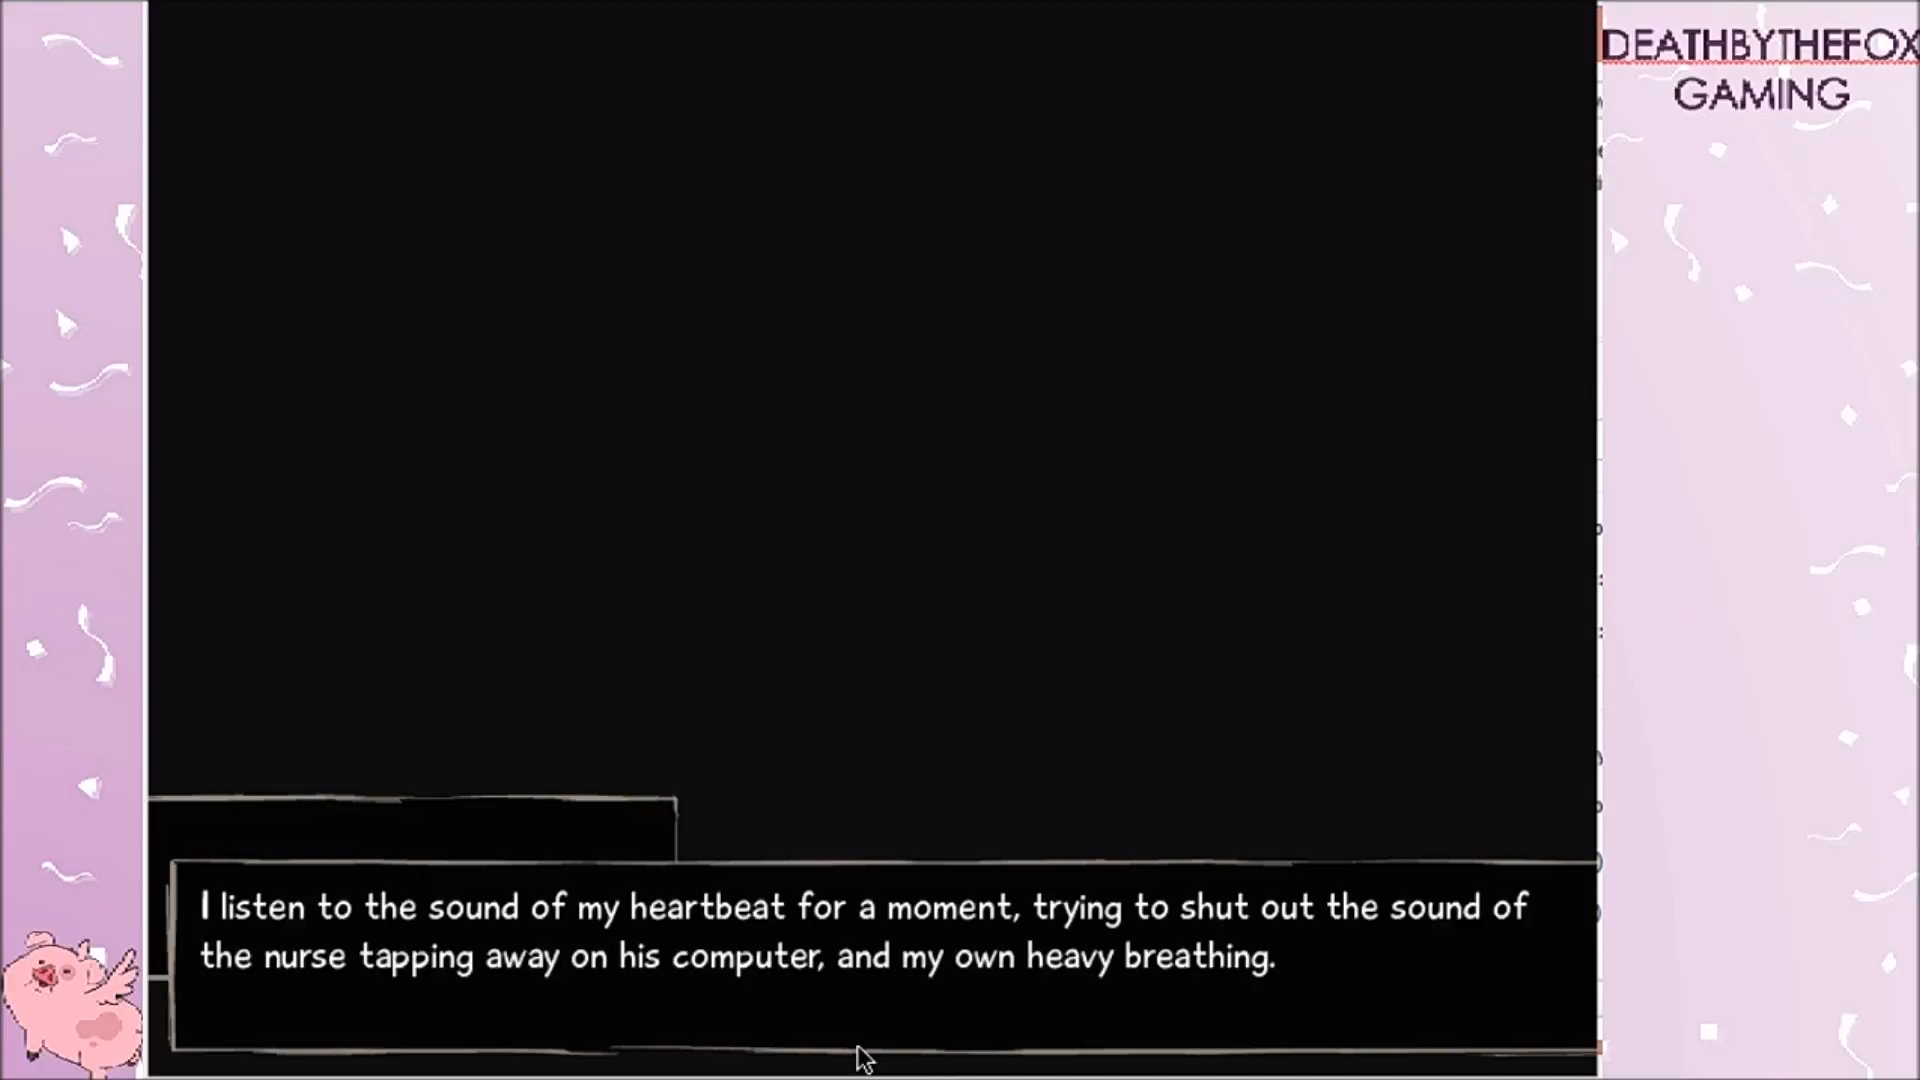 DEATHBYTHEFOX
GAMING
I listen to the sound of my heartbeat for a moment, trying to shut out the sound of
the nurse tapping away on his computer, and my own heavy breathing.